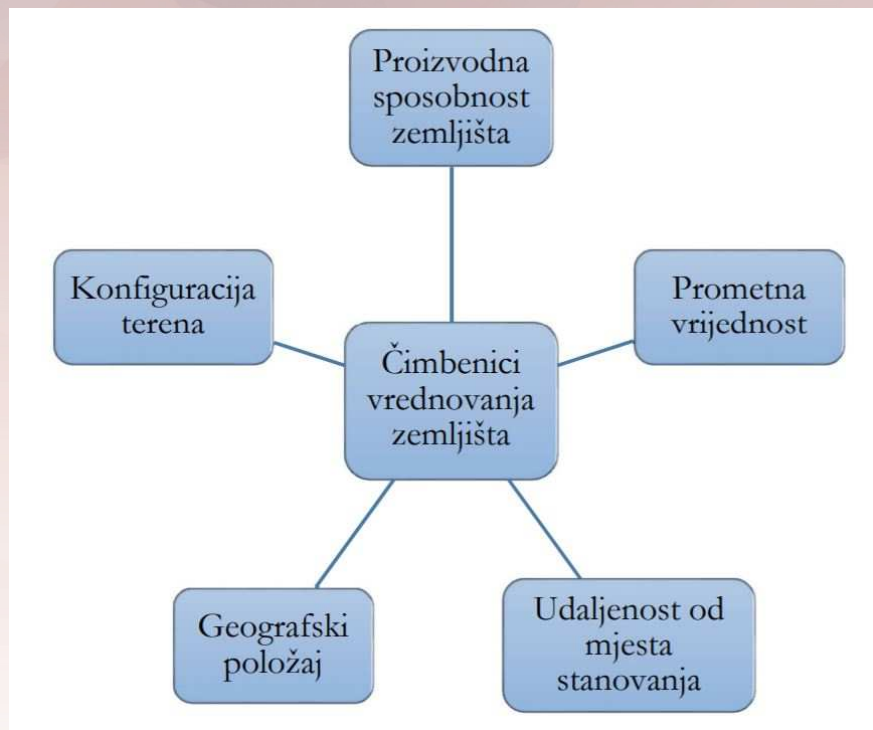 Proizvodna
sposobnost
zemljišta
Konfiguracija
terena
Prometna
vrijednost
Čimbenici
vrednovanja
zemljišta
Geografski
položaj
Udaljenost od
mjesta
stanovanja